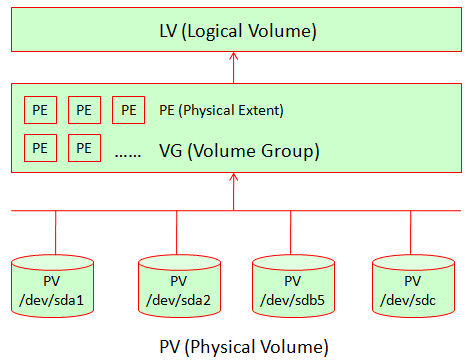 LV (Logical Volume)
PE PE PE PE (Physical Extent)
PE PE ...... VG (Volume Group)
PV PV PV PV
/dev/sda1 /dev/sda2 /dev/sdb5 /dev/sdc
PV (Physical Volume)